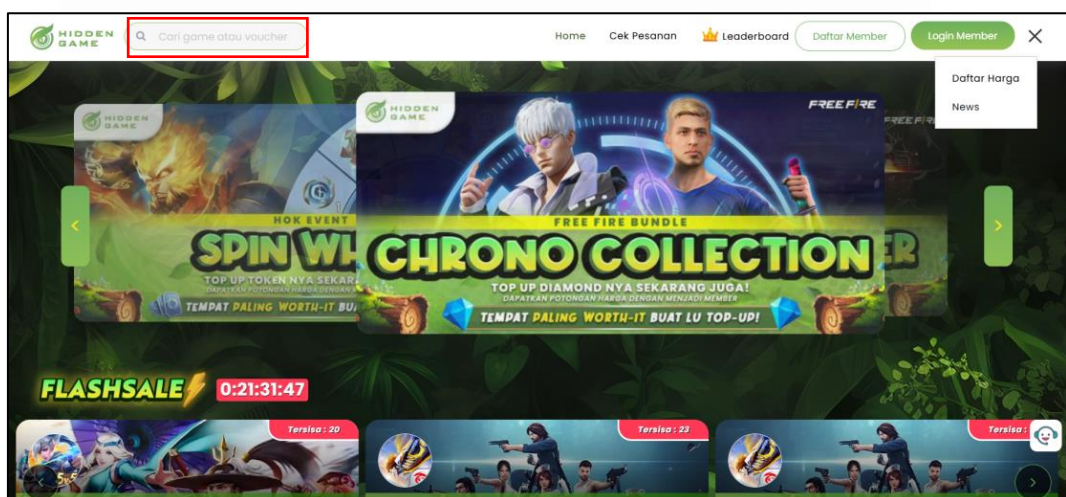 HIDDEN GAME
Cari game atau voucher
Home
Cek Pesanan
Leaderboard
Daftar Member
Login Member
Daftar Harga
News
HIDDEN GAME
HOK EVENT
SPIN WH
TOP UP TOKEN NYA SEKAR
TEMPAT PALING WORTH-IT BU
HIDDEN GAME
FREE FIRE
FREE FIRE BUNDLE
CHRONO COLLECTION
TOP UP DIAMOND NYA SEKARANG JUGA!
DAPATKAN POTONGAN HARGA DENGAN MENJADI MEMBER
TEMPAT PALING WORTH-IT BUAT LU TOP-UP!
ER
FLASHSALE
0:21:31:47
Tersisa : 20
5v5
Tersisa : 23
Tersisa :